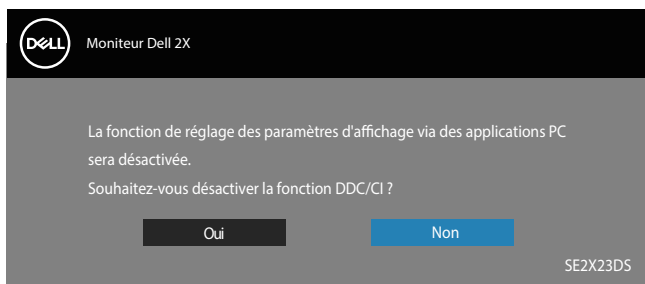 DELL
Moniteur Dell 2X
La fonction de réglage des paramètres d'affichage via des applications PC
sera désactivée.
Souhaitez-vous désactiver la fonction DDC/CI ?
Oui Non
SE2X23DS